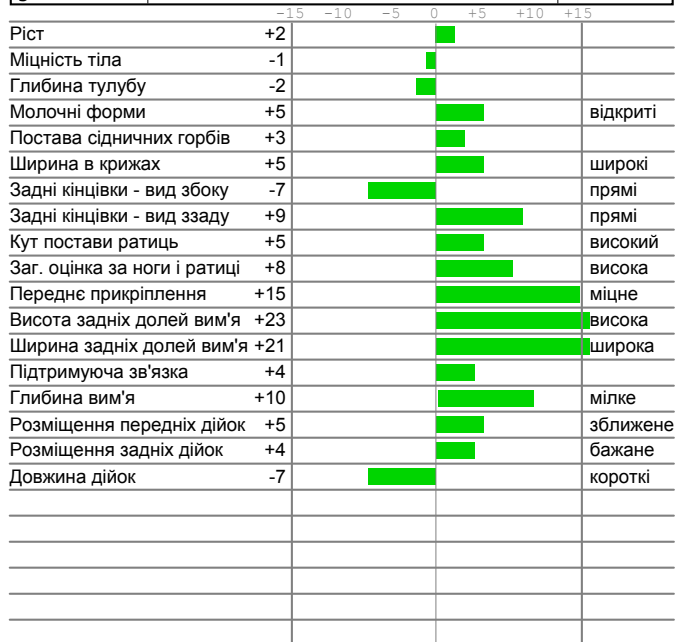 -15 -10 -5 0 +5 +10 +15
Ріст +2
Міцність тіла -1
Глибина тулубу -2
Молочні форми +5 відкриті
Постава сідничних горбів +3
Ширина в крижах +5 широкі
Задні кінцівки - вид збоку -7 прямі
Задні кінцівки - вид ззаду +9 прямі
Кут постави ратиць +5 високий
Заг. оцінка за ноги і ратиці +8 висока
Переднє прикріплення +15 міцне
Висота задніх долей вим'я +23 висока
Ширина задніх долей вим'я +21 широка
Підтримуюча зв'язка +4
Глибина вим'я +10 мілке
Розміщення передніх дійок +5 зближене
Розміщення задніх дійок +4 бажане
Довжина дійок -7 короткі